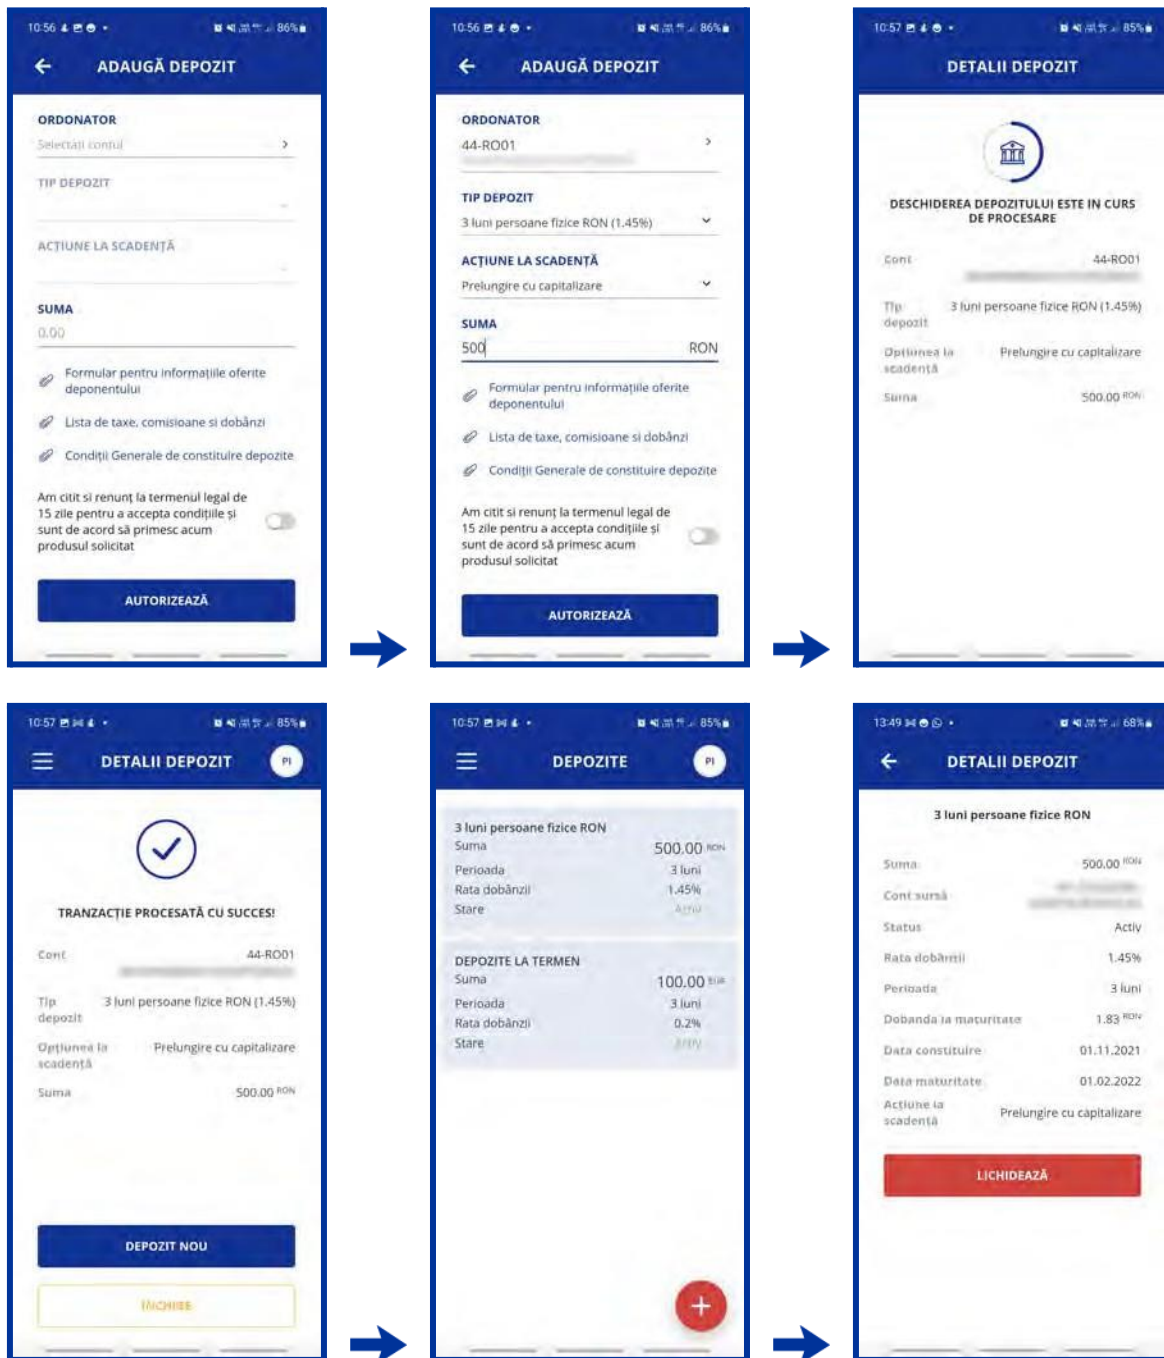 10:56
86%
ADAUGĂ DEPOZIT
ORDONATOR
Selectați contul
TIP DEPOZIT
ACȚIUNE LA SCADENȚĂ
SUMA
0.00
Formular pentru informațiile oferite
deponentului
Lista de taxe, comisioane si dobânzi
Condiții Generale de constituire depozite
Am citit si renunț la termenul legal de
15 zile pentru a accepta condițiile și
sunt de acord să primesc acum
produsul solicitat
AUTORIZEAZĂ
10:56
86%
ADAUGĂ DEPOZIT
ORDONATOR
44-RO01
TIP DEPOZIT
3 luni persoane fizice RON (1.45%)
ACȚIUNE LA SCADENȚĂ
Prelungire cu capitalizare
SUMA
500 RON
Formular pentru informațiile oferite
deponentului
Lista de taxe, comisioane si dobânzi
Condiții Generale de constituire depozite
Am citit si renunț la termenul legal de
15 zile pentru a accepta condițiile și
sunt de acord să primesc acum
produsul solicitat
AUTORIZEAZĂ
10:57
85%
DETALII DEPOZIT
DESCHIDEREA DEPOZITULUI ESTE IN CURS
DE PROCESARE
Cont 44-RO01
Tip depozit 3 luni persoane fizice RON (1.45%)
Opțiunea la scadență Prelungire cu capitalizare
Suma 500.00 RON
10:57
85%
DETALII DEPOZIT
PI
TRANZACȚIE PROCESATĂ CU SUCCES!
Cont 44-RO01
Tip depozit 3 luni persoane fizice RON (1.45%)
Opțiunea la scadență Prelungire cu capitalizare
Suma 500.00 RON
DEPOZIT NOU
ÎNCHIDE
10:57
85%
DEPOZITE
PI
3 luni persoane fizice RON
Suma 500.00 RON
Perioada 3 luni
Rata dobânzii 1.45%
Stare Activ
DEPOZITE LA TERMEN
Suma 100.00 EUR
Perioada 3 luni
Rata dobânzii 0.2%
Stare Activ
13:49
68%
DETALII DEPOZIT
3 luni persoane fizice RON
Suma 500.00 RON
Cont sursă
Status Activ
Rata dobânzii 1.45%
Perioada 3 luni
Dobanda la maturitate 1.83 RON
Data constituire 01.11.2021
Data maturitate 01.02.2022
Acțiune la scadență Prelungire cu capitalizare
LICHIDEAZĂ